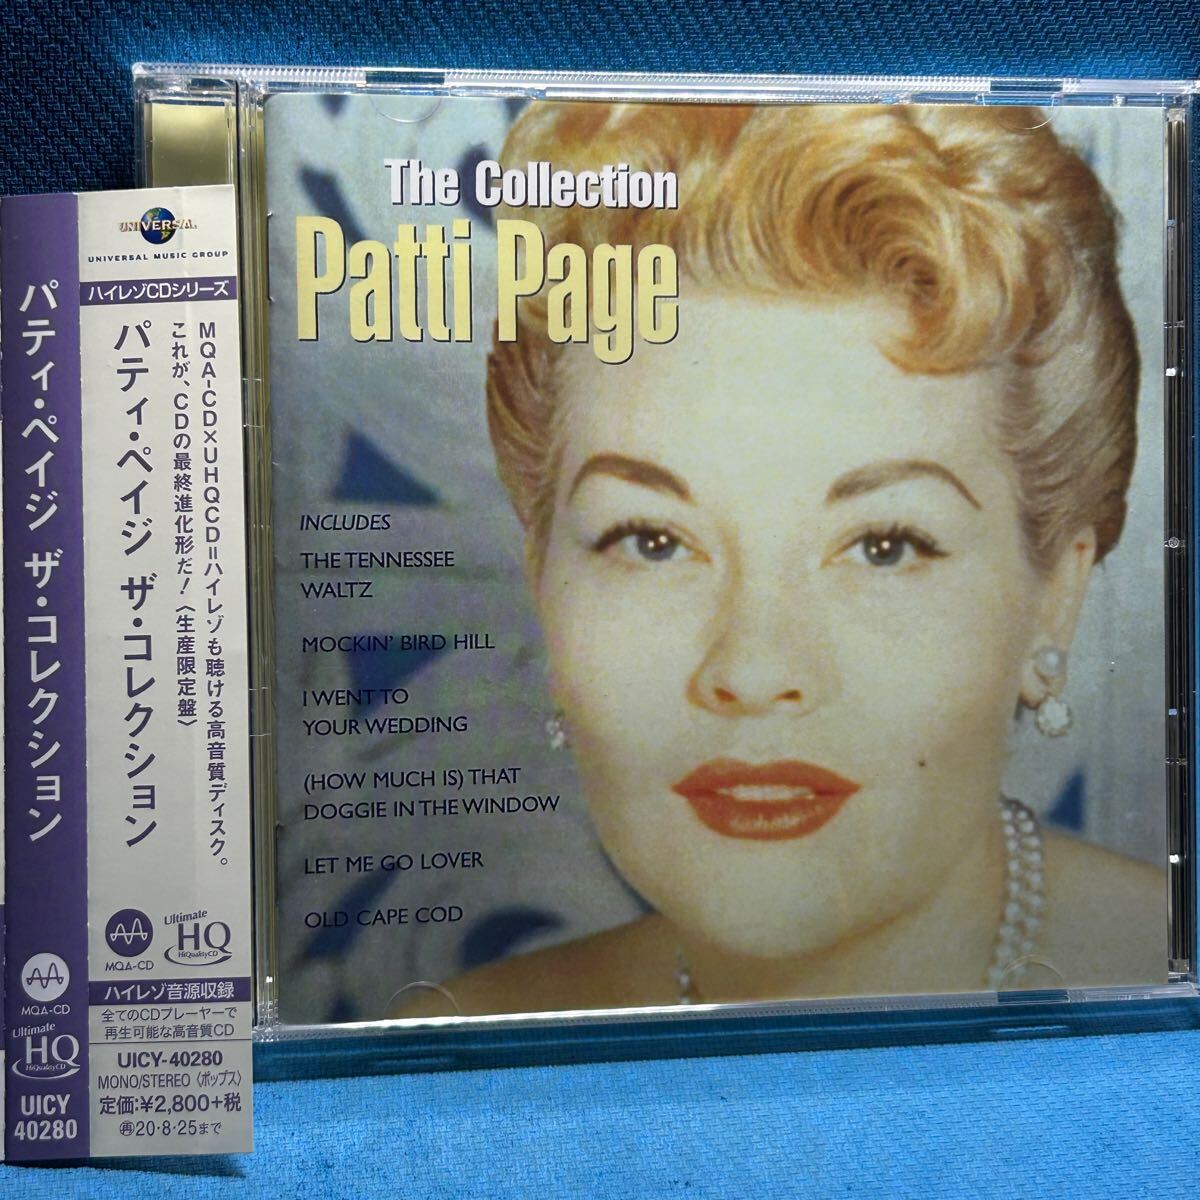 The Collection
Patti Page
INCLUDES
THE TENNESSEE
WALTZ
MOCKIN' BIRD HILL
I WENT TO
YOUR WEDDING
(HOW MUCH IS) THAT
DOGGIE IN THE WINDOW
LET ME GO LOVER
OLD CAPE COD
UNIVERSAL
UNIVERSAL MUSIC GROUP
ハイレゾCDシリーズ
MQA-CD×UHQCD=ハイレゾも聴ける高音質ディスク。
これが、CDの最終進化形だ!〈生産限定盤〉
パティ・ペイジ ザ・コレクション
MQA-CD
Ultimate
HQ
HiQualityCD
ハイレゾ音源収録
全てのCDプレーヤーで
再生可能な高音質CD
UICY-40280
MONO/STEREO〈ポップス〉
定価:¥2,800+税
再20・8・25まで
パティ・ペイジ ザ・コレクション
MQA-CD
Ultimate
HQ
HiQualityCD
UICY
40280